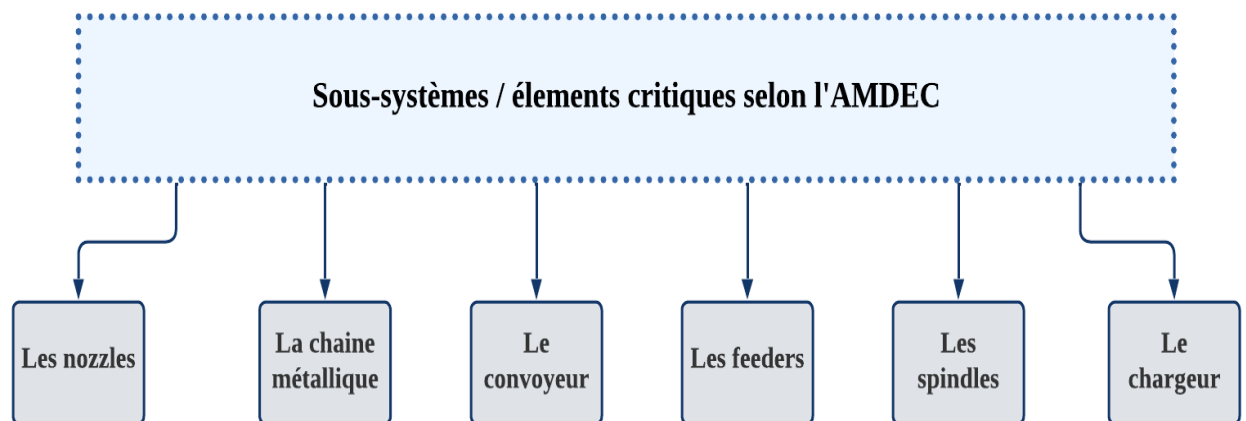 Sous-systèmes / élements critiques selon l'AMDEC
Les nozzles
La chaine
métallique
Le
convoyeur
Les feeders
Les
spindles
Le
chargeur